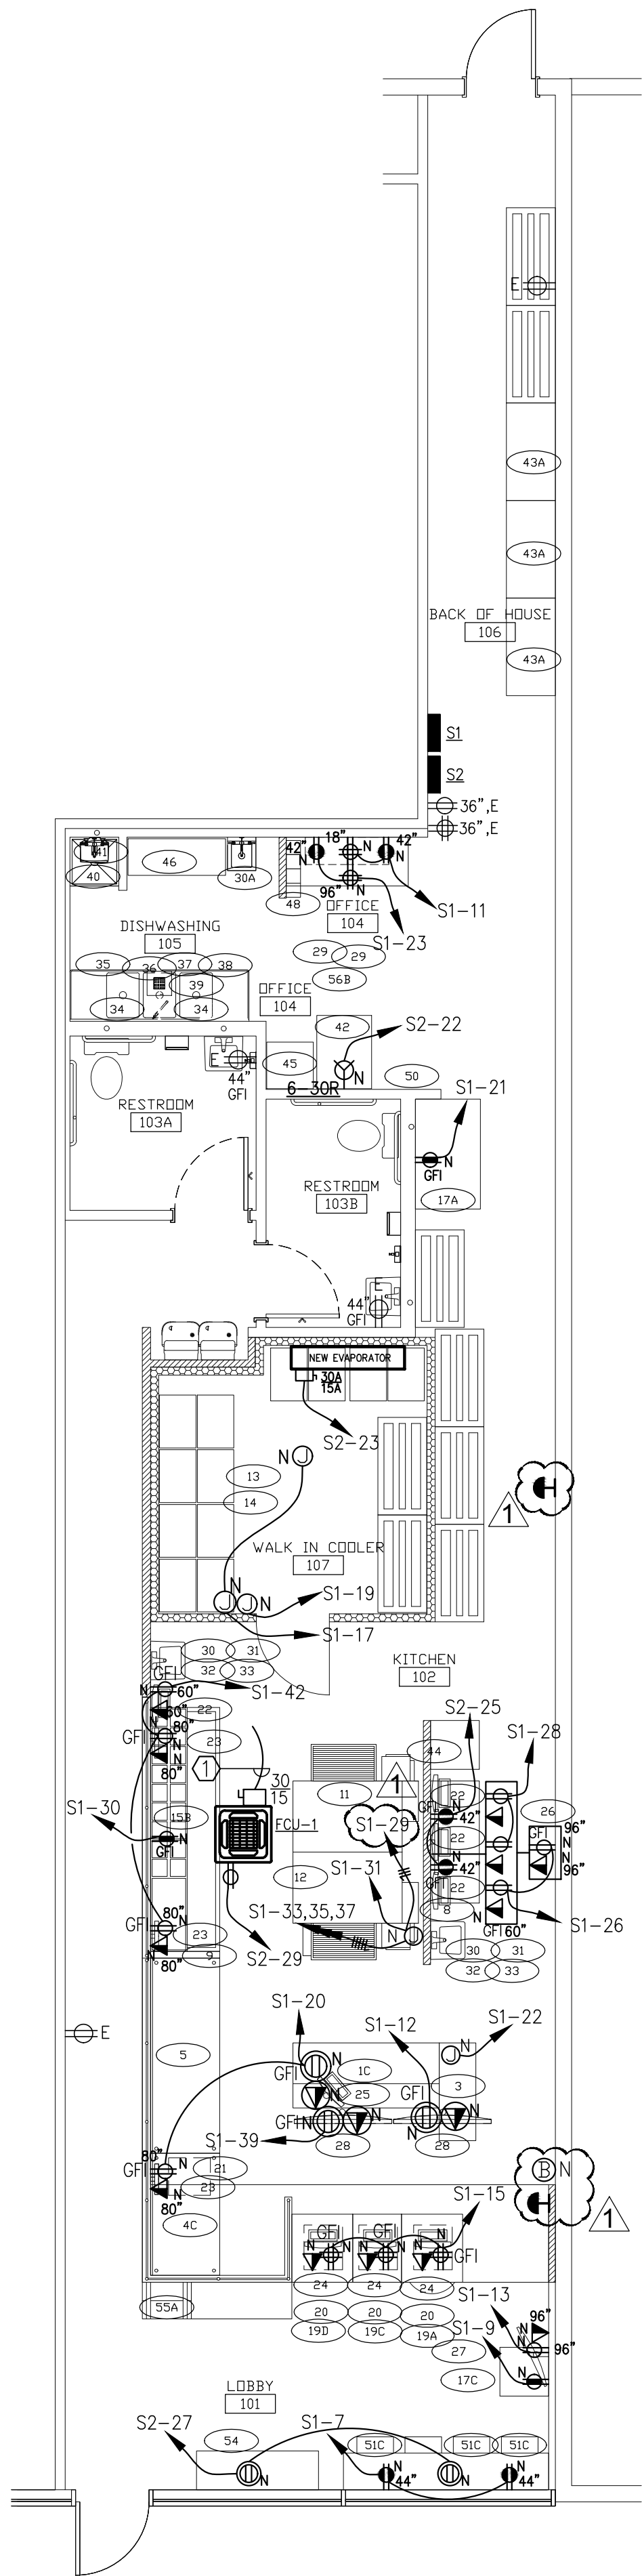 E
43A
43A
BACK OF HOUSE
106
43A
S1
S2
36",E
36",E
41
46
40
30A
42"
18"
42"
N
N
N
96"
N
48
OFFICE
104
S1-11
S1-23
DISHWASHING
105
35
36
37
38
39
34
34
29
29
56B
OFFICE
104
42
S2-22
N
E
44"
GFI
45
6-30R
50
S1-21
RESTROOM
103A
N
GFI
17A
RESTROOM
103B
E
44"
GFI
NEW EVAPORATOR
30A
15A
S2-23
N J
13
14
1
WALK IN COOLER
107
J N
J N
S1-19
S1-17
KITCHEN
102
30
31
32
33
GFI
N
60"
S1-42
60"
22
N
80"
GFI
N
N
80"
23
S2-25
S1-28
44
1
30
15
1
11
22
GFI
42"
22
26
GFI
96"
N
N
96"
S1-30
15B
N
GFI
FCU-1
S1-29
S1-31
12
42"
GFI
22
8
S1-33,35,37
N J
GFI
60"
S1-26
80"
GFI
N
N
80"
23
9
S2-29
30
31
32
33
E
S1-20
S1-12
S1-22
5
N
GFI
1C
J N
25
3
GFI
N
GFI
N
N
S1-39
28
28
80"
GFI
N
N
80"
21
23
B N
1
4C
S1-15
GFI
GFI
GFI
N
N
N
N
N
N
24
24
24
S1-13
55A
20
20
20
19D
19C
19A
S1-9
96"
N
N
96"
27
N
17C
LOBBY
101
S2-27
54
S1-7
51C
51C
51C
N
N
N
44"
N
44"